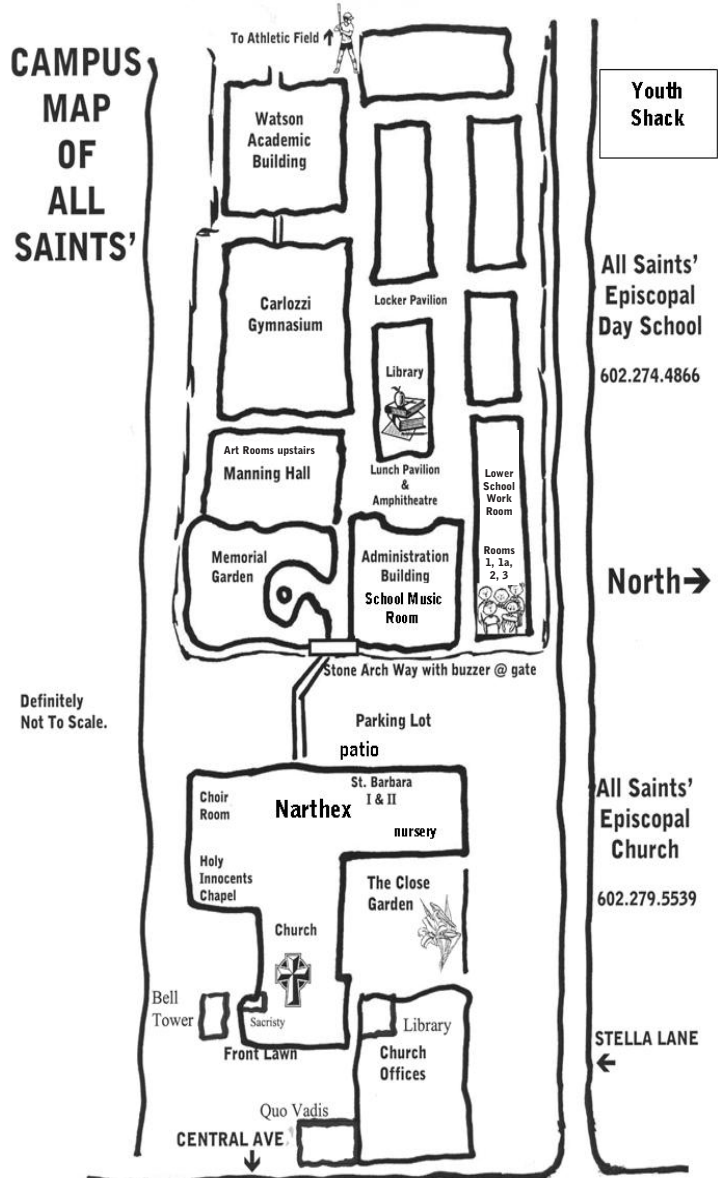 To Athletic Field ↑
CAMPUS
MAP
OF
ALL
SAINTS'
Youth
Shack
Watson
Academic
Building
Carlozzi
Gymnasium
Locker Pavilion
All Saints'
Episcopal
Day School
602.274.4866
Library
Art Rooms upstairs
Manning Hall
Lunch Pavilion
&
Amphitheatre
Lower
School
Work
Room
Rooms
1, 1a,
2, 3
Memorial
Garden
Administration
Building
School Music
Room
North→
Stone Arch Way with buzzer @ gate
Definitely
Not To Scale.
Parking Lot
patio
Choir
Room
Narthex
St. Barbara
I & II
nursery
All Saints'
Episcopal
Church
602.279.5539
Holy
Innocents
Chapel
The Close
Garden
Church
Bell
Tower
Sacristy
Front Lawn
Library
Church
Offices
STELLA LANE
←
Quo Vadis
CENTRAL AVE.
↓